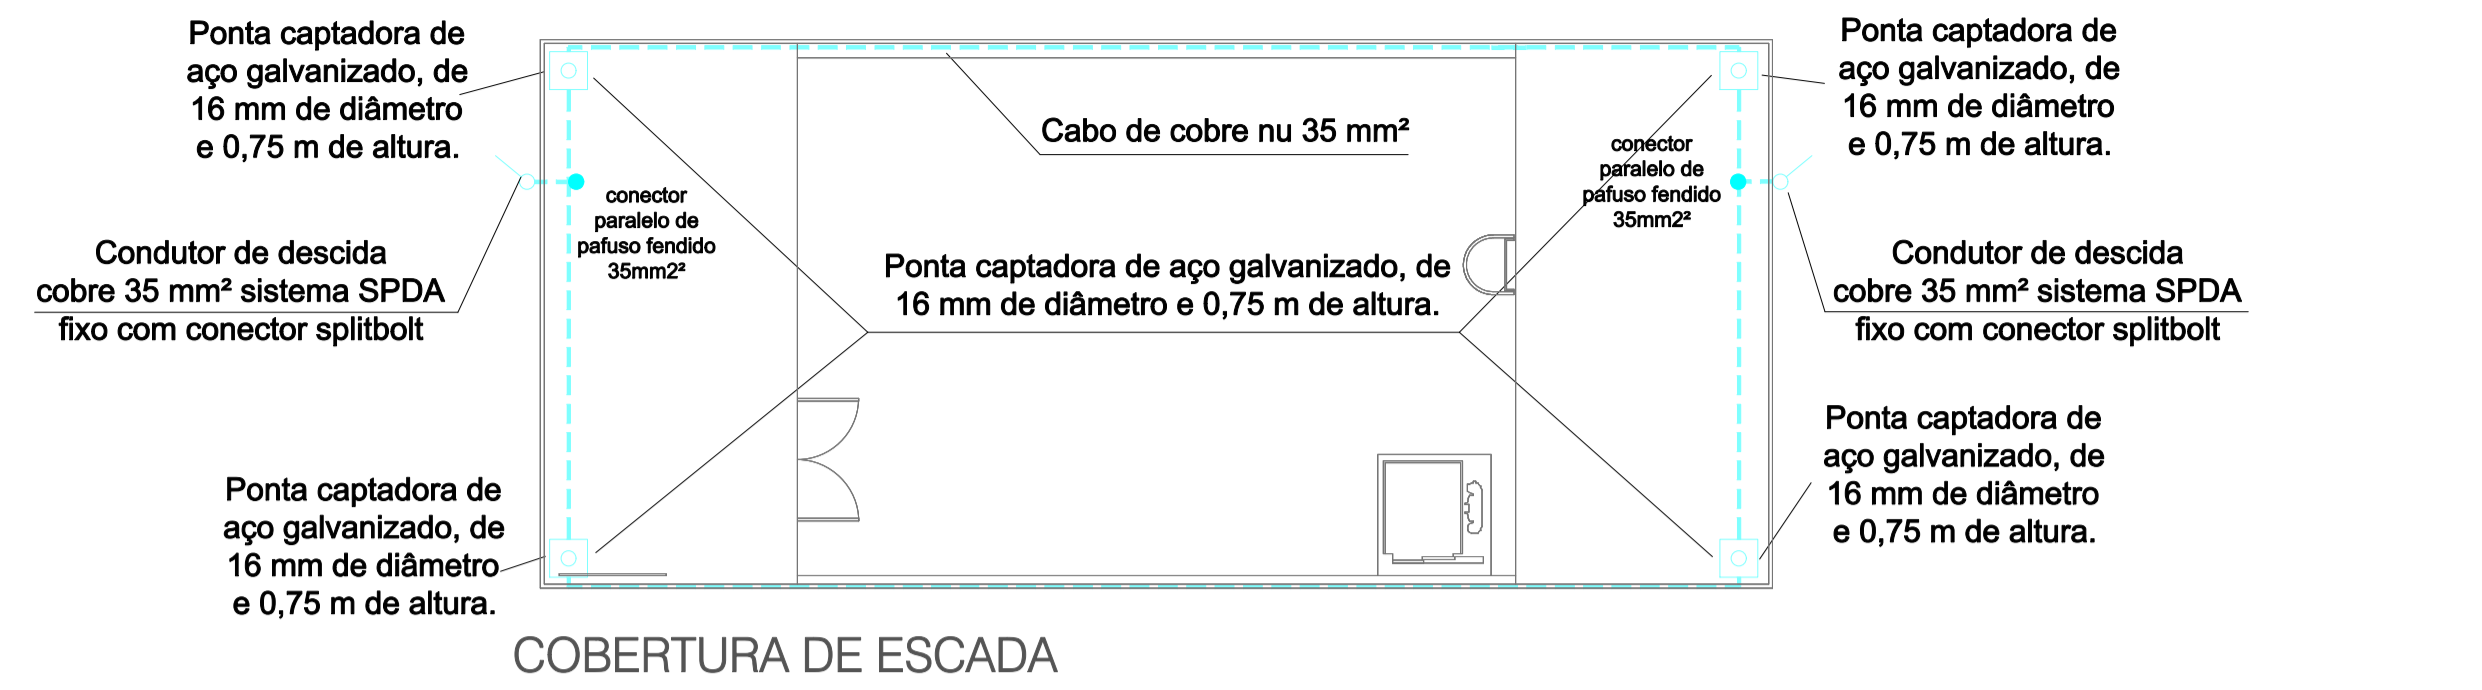 Ponta captadora de
aço galvanizado, de
16 mm de diâmetro
e 0,75 m de altura.
Cabo de cobre nu 35 mm²
Ponta captadora de
aço galvanizado, de
16 mm de diâmetro
e 0,75 m de altura.
conector
paralelo de
pafuso fendido
35mm2²
conector
paralelo de
pafuso fendido
35mm2²
Condutor de descida
cobre 35 mm² sistema SPDA
fixo com conector splitbolt
Ponta captadora de aço galvanizado, de
16 mm de diâmetro e 0,75 m de altura.
Condutor de descida
cobre 35 mm² sistema SPDA
fixo com conector splitbolt
Ponta captadora de
aço galvanizado, de
16 mm de diâmetro
e 0,75 m de altura.
Ponta captadora de
aço galvanizado, de
16 mm de diâmetro
e 0,75 m de altura.
COBERTURA DE ESCADA